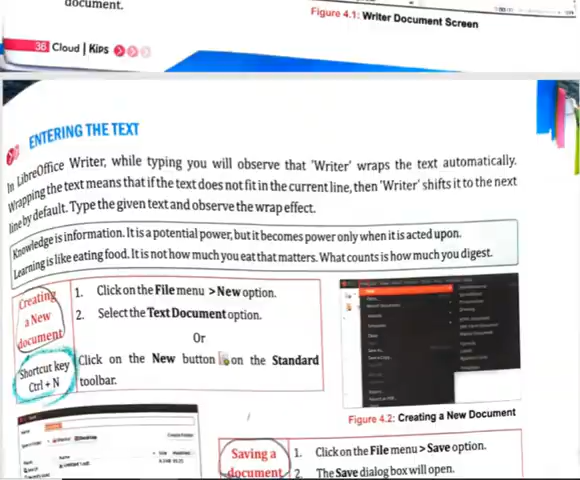 document.
Figure 4.1: Writer Document Screen
36 Cloud | Kips
ENTERING THE TEXT
In LibreOffice Writer, while typing you will observe that 'Writer' wraps the text automatically.
Wrapping the text means that if the text does not fit in the current line, then 'Writer' shifts it to the next
line by default. Type the given text and observe the wrap effect.
Knowledge is information. It is a potential power, but it becomes power only when it is acted upon.
Learning is like eating food. It is not how much you eat that matters. What counts is how much you digest.
Creating
a New
document
1. Click on the File menu > New option.
2. Select the Text Document option.
Or
Shortcut key
Ctrl + N
Click on the New button on the Standard
toolbar.
Figure 4.2: Creating a New Document
Saving a
document
1. Click on the File menu > Save option.
2. The Save dialog box will open.